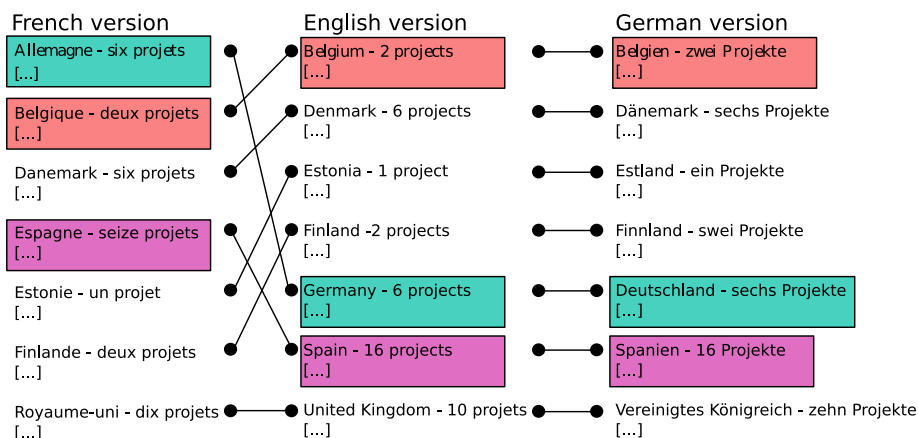 French version
Allemagne - six projets
[...]
Belgique - deux projets
[...]
Danemark - six projets
[...]
Espagne - seize projets
[...]
Estonie - un projet
[...]
Finlande - deux projets
[...]
Royaume-uni - dix projets
[...]
English version
Belgium - 2 projects
[...]
Denmark - 6 projects
[...]
Estonia - 1 project
[...]
Finland -2 projects
[...]
Germany - 6 projects
[...]
Spain - 16 projects
[...]
United Kingdom - 10 projets
[...]
German version
Belgien - zwei Projekte
[...]
Dänemark - sechs Projekte
[...]
Estland - ein Projekte
[...]
Finnland - swei Projekte
[...]
Deutschland - sechs Projekte
[...]
Spanien - 16 Projekte
[...]
Vereinigtes Königreich - zehn Projekte
[...]